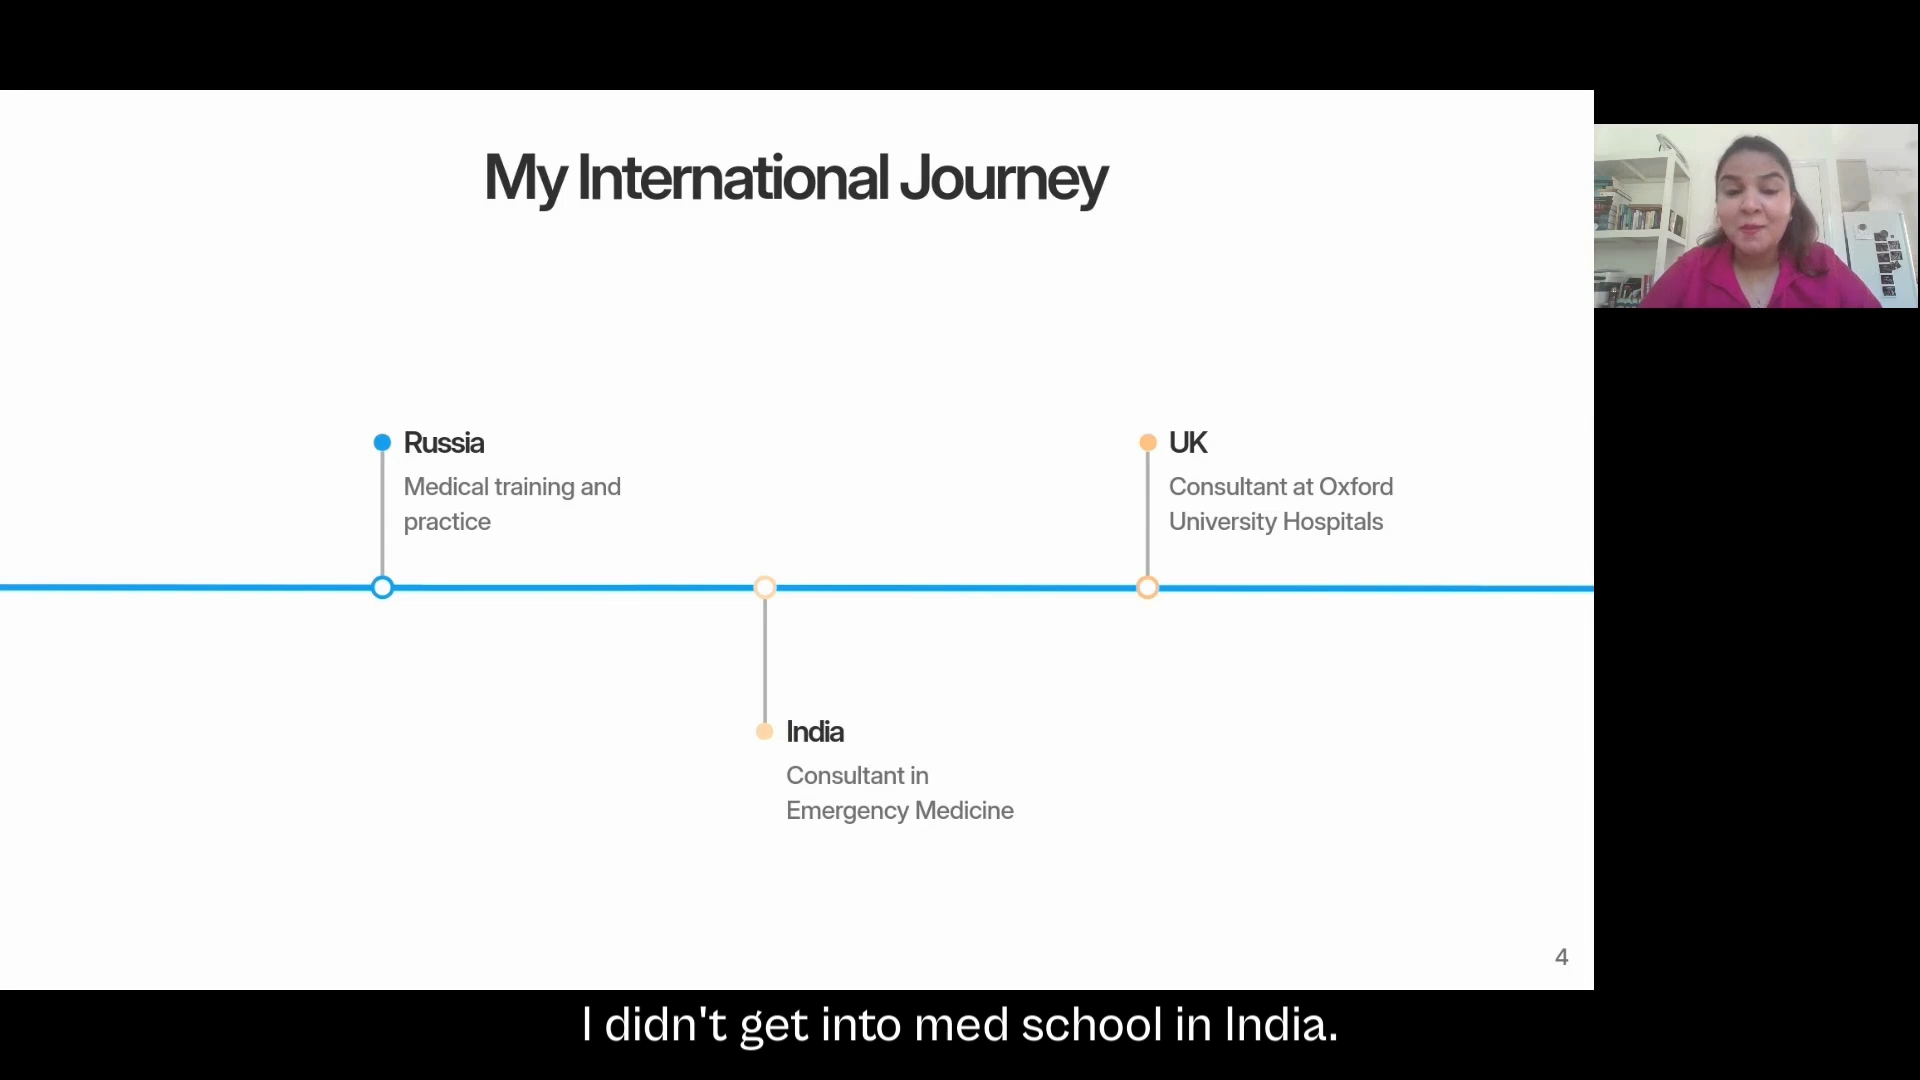 My International Journey
Russia
Medical training and
practice
UK
Consultant at Oxford
University Hospitals
India
Consultant in
Emergency Medicine
4
I didn't get into med school in India.